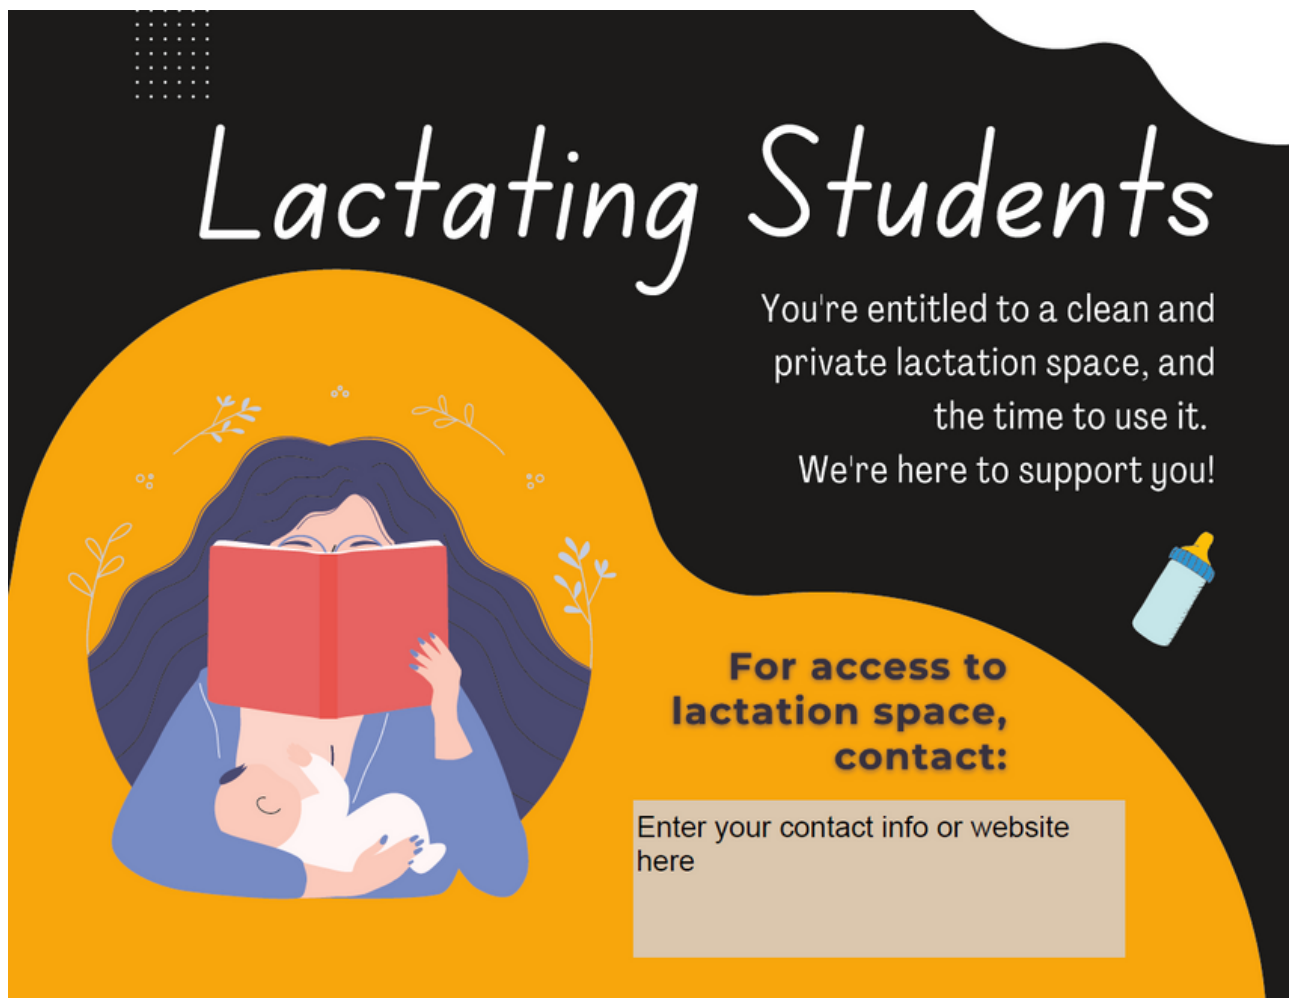 Lactating Students
You're entitled to a clean and
private lactation space, and
the time to use it.
We're here to support you!
For access to
lactation space,
contact:
Enter your contact info or website
here